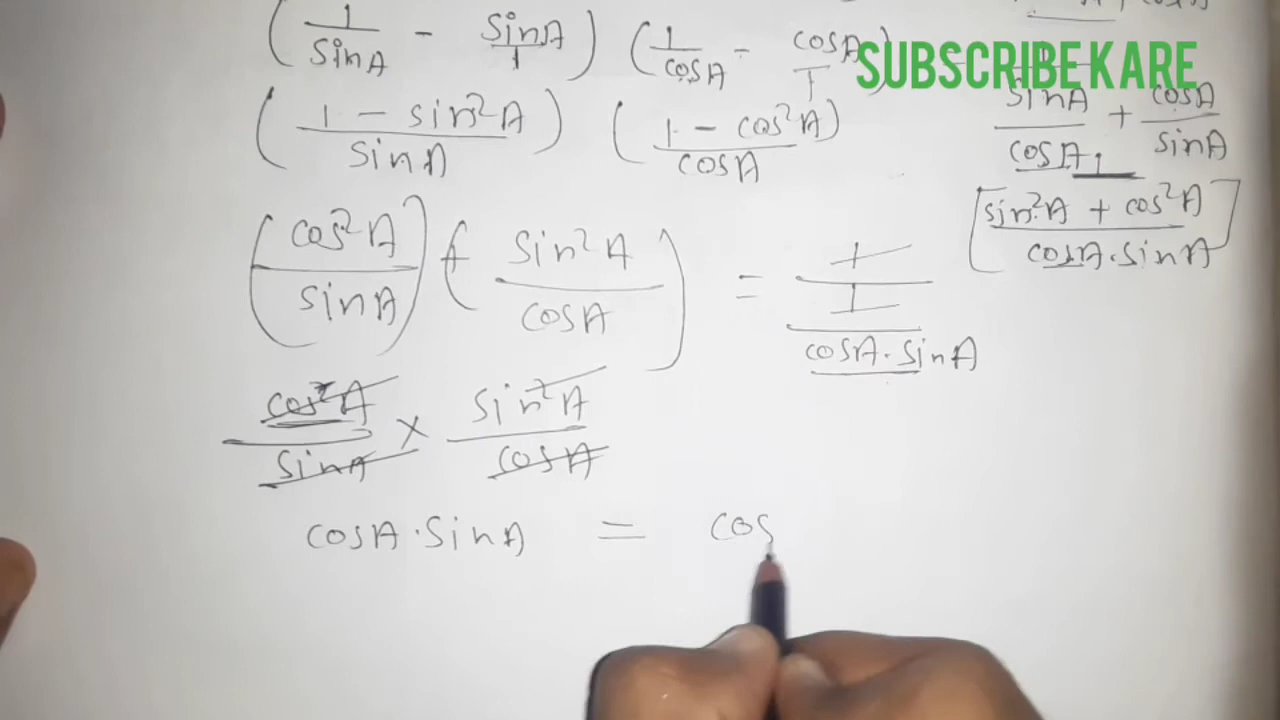 (1/sinA - sinA/1) (1/cosA - cosA/1)
SUBSCRIBE KARE
sinA/cosA + cosA/sinA
(1 - sin²A/sinA) (1 - cos²A/cosA)
[sin²A + cos²A/cosA·sinA]
(cos²A/sinA) (sin²A/cosA) = 1/1/cosA·sinA
cos²A/sinA × sin²A/cosA
cosA·sinA = cos